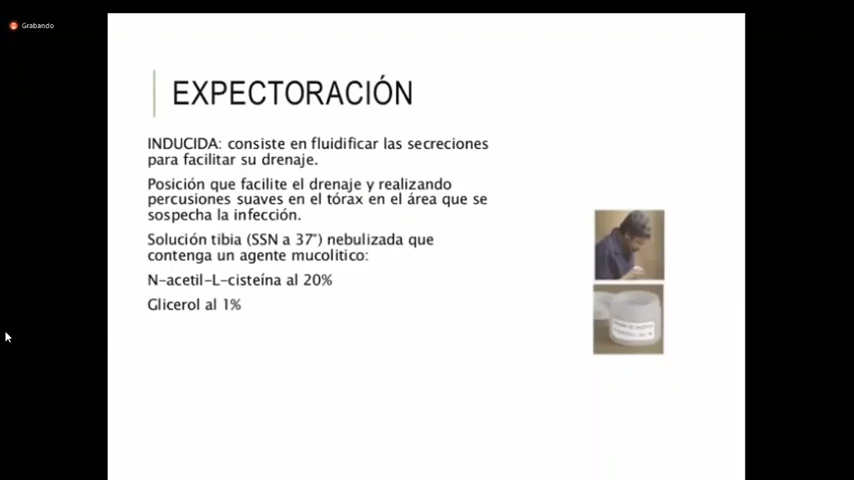 Grabando
EXPECTORACIÓN
INDUCIDA: consiste en fluidificar las secreciones
para facilitar su drenaje.
Posición que facilite el drenaje y realizando
percusiones suaves en el tórax en el área que se
sospecha la infección.
Solución tibia (SSN a 37°) nebulizada que
contenga un agente mucolitico:
N-acetil-L-cisteína al 20%
Glicerol al 1%